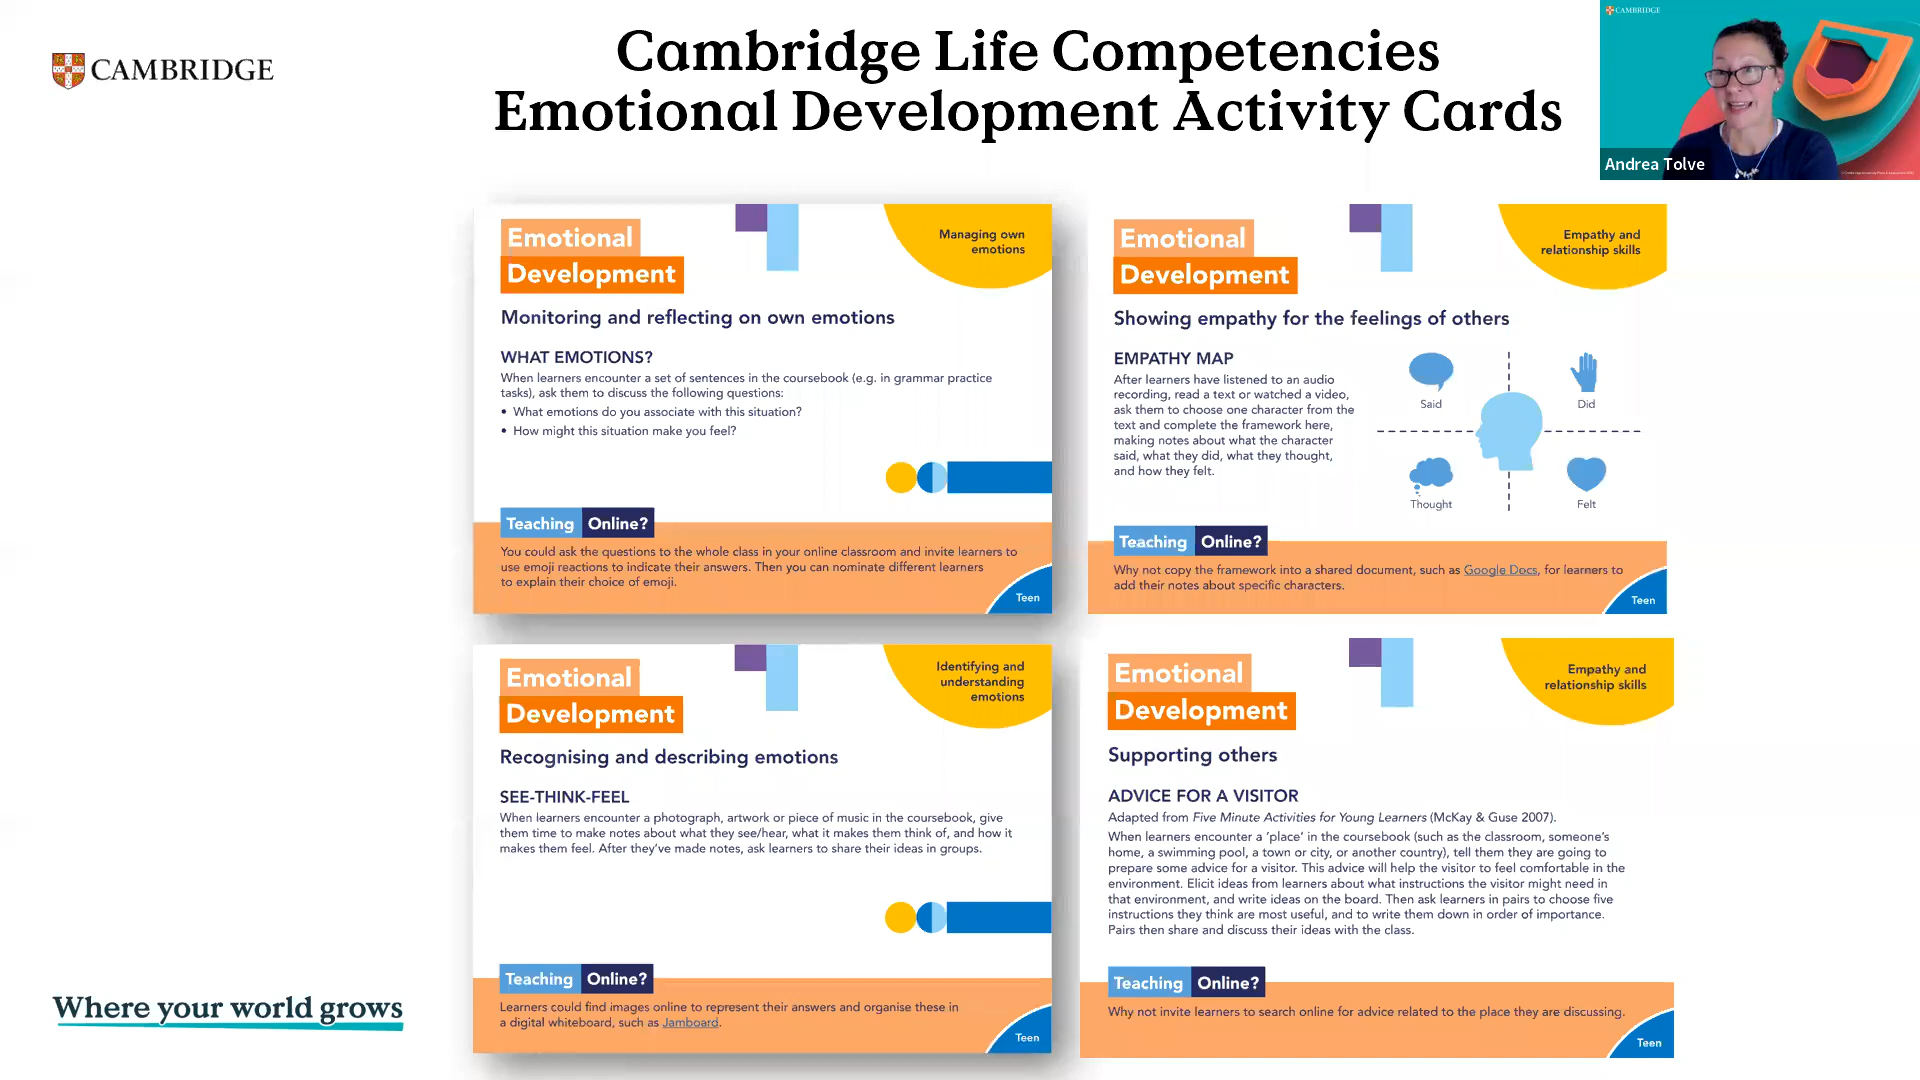 CAMBRIDGE
Cambridge Life Competencies
Emotional Development Activity Cards
CAMBRIDGE
Andrea Tolve
Emotional
Development
Managing own
emotions
Monitoring and reflecting on own emotions
WHAT EMOTIONS?
When learners encounter a set of sentences in the coursebook (e.g. in grammar practice
tasks), ask them to discuss the following questions:
• What emotions do you associate with this situation?
• How might this situation make you feel?
Teaching Online?
You could ask the questions to the whole class in your online classroom and invite learners to
use emoji reactions to indicate their answers. Then you can nominate different learners
to explain their choice of emoji.
Teen
Emotional
Development
Empathy and
relationship skills
Showing empathy for the feelings of others
EMPATHY MAP
After learners have listened to an audio
recording, read a text or watched a video,
ask them to choose one character from the
text and complete the framework here,
making notes about what the character
said, what they did, what they thought,
and how they felt.
Said
Did
Thought
Felt
Teaching Online?
Why not copy the framework into a shared document, such as Google Docs, for learners to
add their notes about specific characters.
Teen
Emotional
Development
Identifying and
understanding
emotions
Recognising and describing emotions
SEE-THINK-FEEL
When learners encounter a photograph, artwork or piece of music in the coursebook, give
them time to make notes about what they see/hear, what it makes them think of, and how it
makes them feel. After they've made notes, ask learners to share their ideas in groups.
Teaching Online?
Learners could find images online to represent their answers and organise these in
a digital whiteboard, such as Jamboard.
Teen
Emotional
Development
Empathy and
relationship skills
Supporting others
ADVICE FOR A VISITOR
Adapted from Five Minute Activities for Young Learners (McKay & Guse 2007).
When learners encounter a 'place' in the coursebook (such as the classroom, someone's
home, a swimming pool, a town or city, or another country), tell them they are going to
prepare some advice for a visitor. This advice will help the visitor to feel comfortable in the
environment. Elicit ideas from learners about what instructions the visitor might need in
that environment, and write ideas on the board. Then ask learners in pairs to choose five
instructions they think are most useful, and to write them down in order of importance.
Pairs then share and discuss their ideas with the class.
Teaching Online?
Why not invite learners to search online for advice related to the place they are discussing.
Teen
Where your world grows